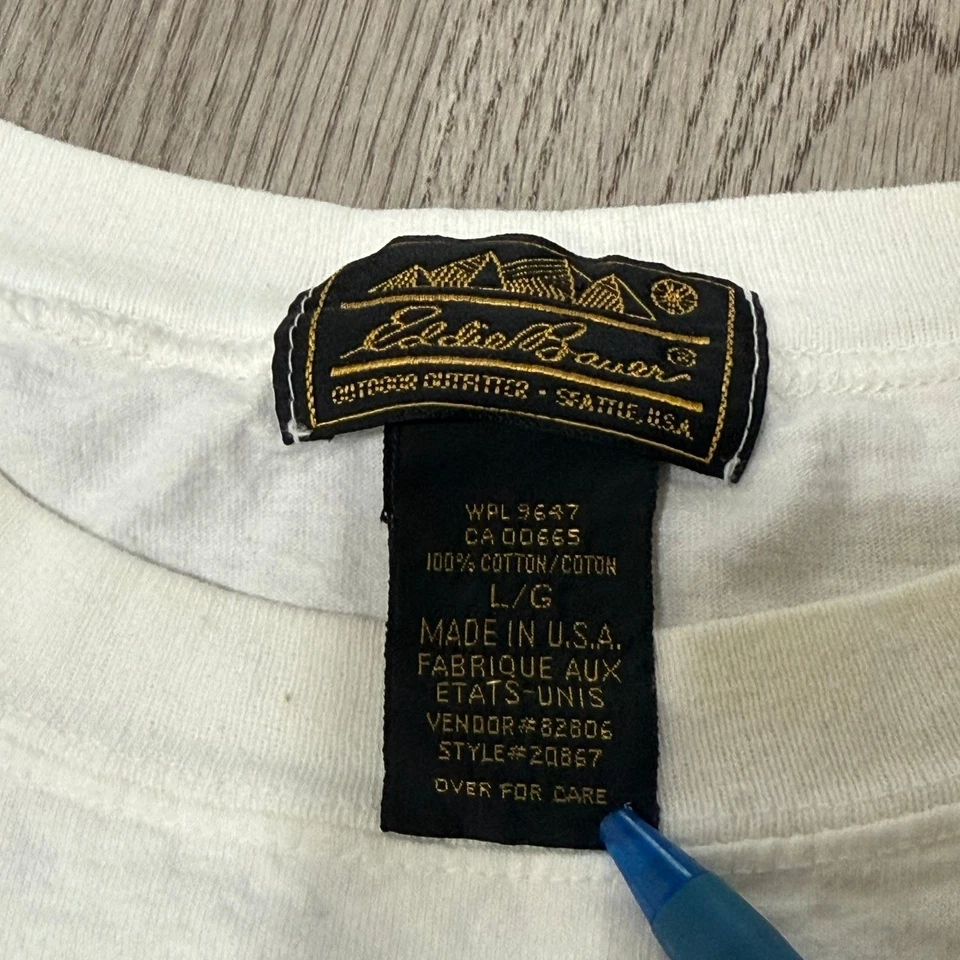 Eddie Bauer®
OUTDOOR OUTFITTER • SEATTLE, U.S.A.
WPL 9647
CA 00665
100% COTTON/COTON
L/G
MADE IN U.S.A.
FABRIQUE AUX
ETATS-UNIS
VENDOR#82806
STYLE#20867
OVER FOR CARE